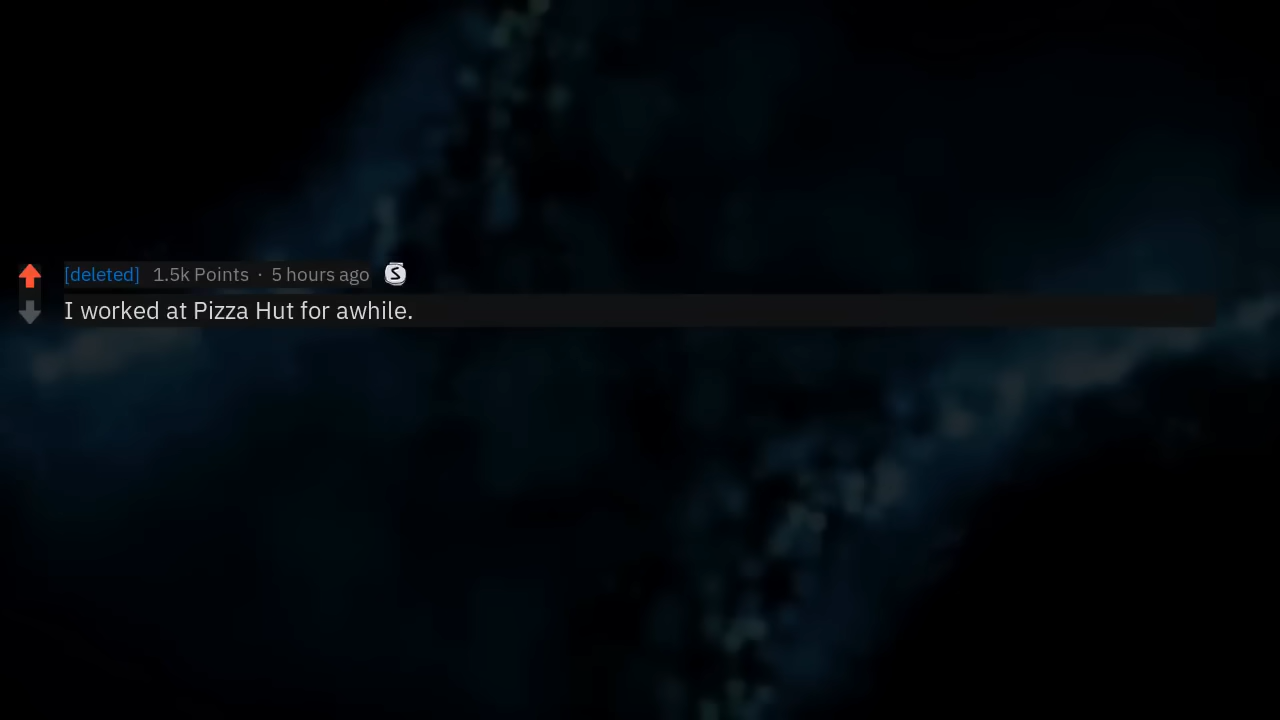 [deleted] 1.5k Points · 5 hours ago S
I worked at Pizza Hut for awhile.